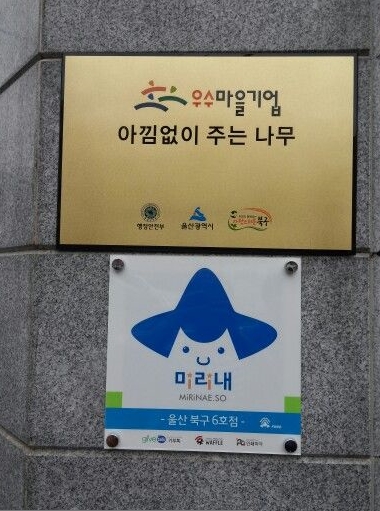 우수마을기업
아낌없이 주는 나무
행정안전부 울산광역시 북구
미리내
MiRiNAE.SO
- 울산 북구 6호점 -
give WAFFLE